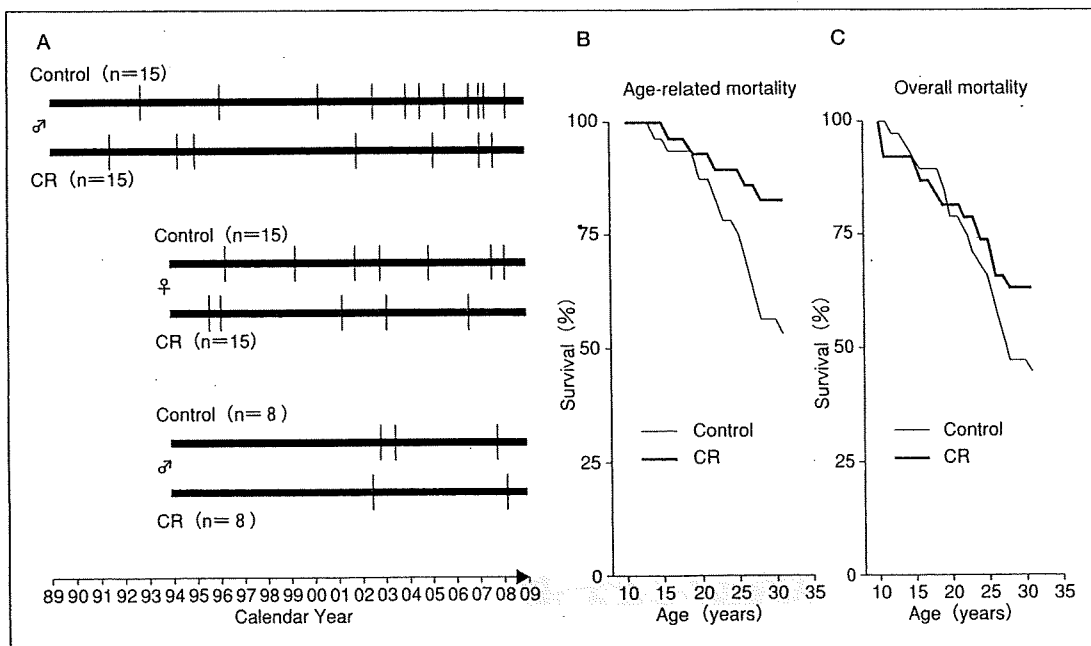 A
Control (n=15)
♂
CR (n=15)
Control (n=15)
♀
CR (n=15)
Control (n=8)
♂
CR (n=8)
89 90 91 92 93 94 95 96 97 98 99 00 01 02 03 04 05 06 07 08 09
Calendar Year
B
Age-related mortality
100
75
50
25
0
Survival (%)
Control
CR
10 15 20 25 30 35
Age (years)
C
Overall mortality
100
75
50
25
0
Survival (%)
Control
CR
10 15 20 25 30 35
Age (years)